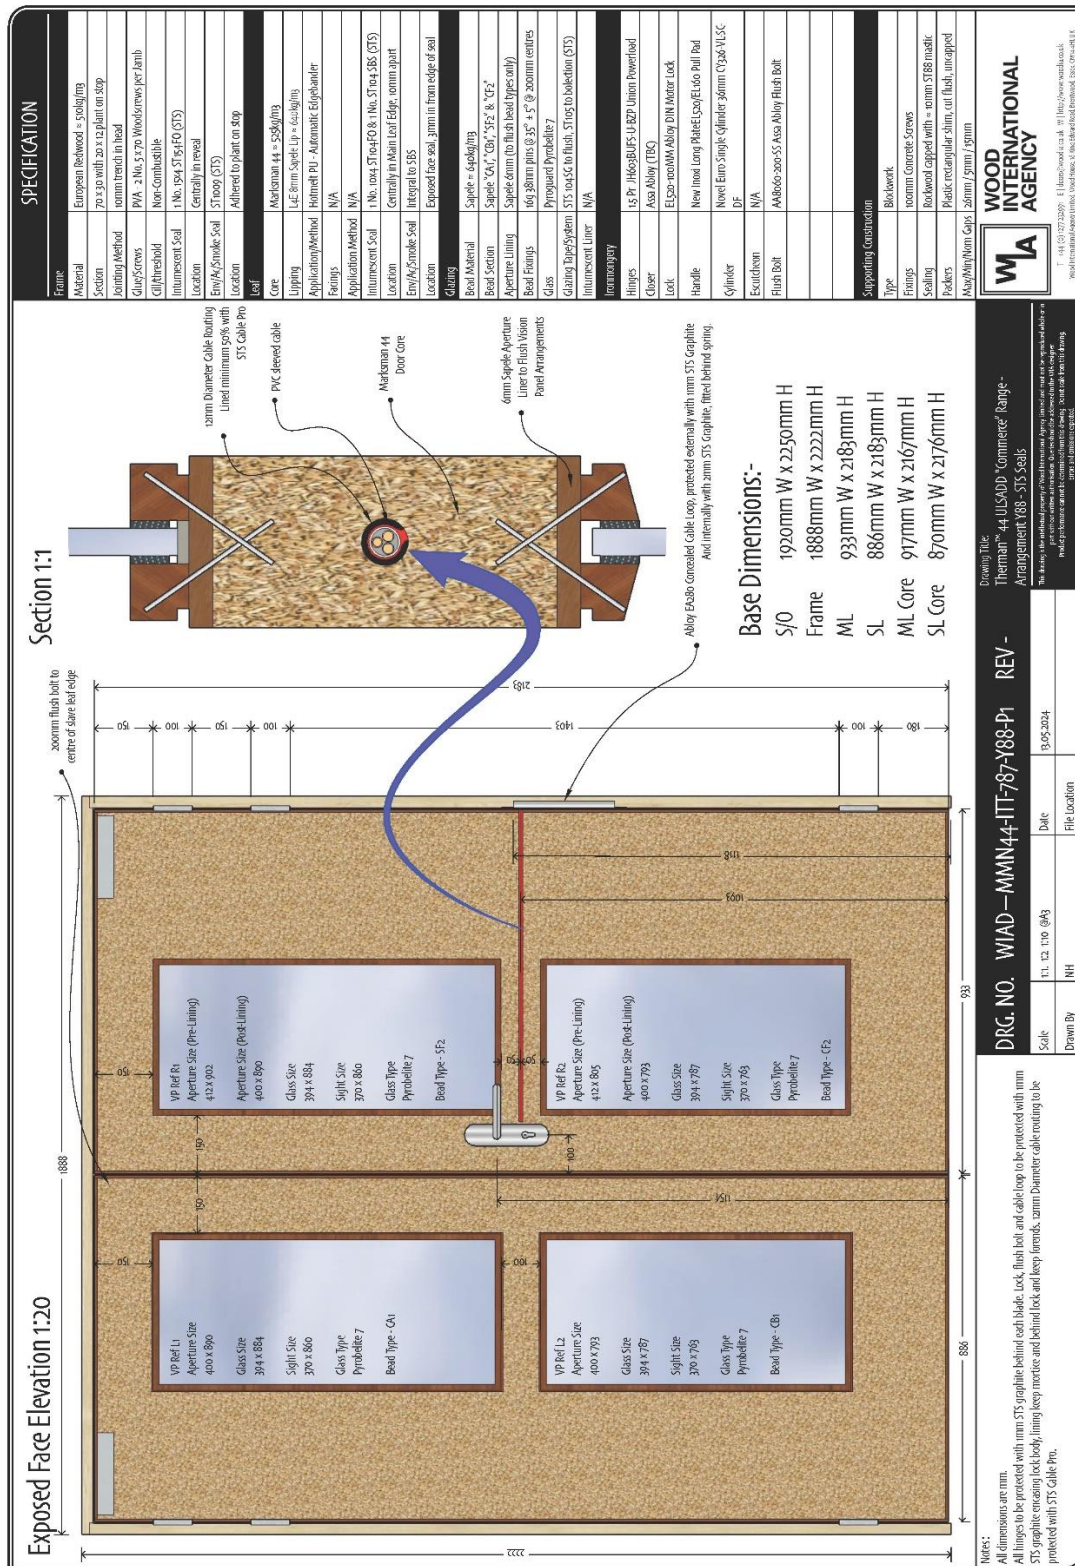 Exposed Face Elevation 1:20
Section 1:1
200mm flush bolt to
centre of slave leaf edge
1888
2222
150
150
VP Ref L1
Aperture Size
400 x 890
Glass Size
394 x 884
Sight Size
370 x 860
Glass Type
Pyrobelite 7
Bead Type - CA1
100
VP Ref L2
Aperture Size
400 x 793
Glass Size
394 x 787
Sight Size
370 x 763
Glass Type
Pyrobelite 7
Bead Type - CB1
150
150
VP Ref R1
Aperture Size (Pre-Lining)
412 x 902
Aperture Size (Post-Lining)
400 x 890
Glass Size
394 x 884
Sight Size
370 x 860
Glass Type
Pyrobelite 7
Bead Type - SF2
50
50
100
VP Ref R2
Aperture Size (Pre-Lining)
412 x 805
Aperture Size (Post-Lining)
400 x 793
Glass Size
394 x 787
Sight Size
370 x 763
Glass Type
Pyrobelite 7
Bead Type - CF2
1151
1093
1118
886
933
150
100
150
100
1403
100
180
2183
12mm Diameter Cable Routing
Lined minimum 50% with
STS Cable Pro
PVC sleeved cable
Marksman 44
Door Core
6mm Sapele Aperture
Liner to Flush Vision
Panel Arrangements
Abloy EA280 Concealed Cable Loop, protected externally with 1mm STS Graphite
And internally with 2mm STS Graphite, fitted behind spring.
Base Dimensions:-
S/O 1920mm W x 2250mm H
Frame 1888mm W x 2222mm H
ML 933mm W x 2183mm H
SL 886mm W x 2183mm H
ML Core 917mm W x 2167mm H
SL Core 870mm W x 2176mm H
SPECIFICATION
Frame
Material European Redwood ≈ 510kg/m3
Section 70 x 30 with 20 x 12 plant on stop
Jointing Method 10mm trench in head
Glue/Screws PVA - 2 No. 5 x 70 Woodscrews per Jamb
Cill/threshold Non-Combustible
Intumescent Seal 1 No. 1504 ST154FO (STS)
Location Centrally in reveal
Env/Ac/Smoke Seal ST1009 (STS)
Location Adhered to plant on stop
Leaf
Core Marksman 44 ≈ 525kg/m3
Lipping L4E 8mm Sapele Lip ≈ 640kg/m3
Application/Method Hotmelt PU - Automatic Edgebander
Facings N/A
Application Method N/A
Intumescent Seal 1 No. 1004 ST104FO & 1 No. ST104 SBS (STS)
Location Centrally in Main Leaf Edge, 10mm apart
Env/Ac/Smoke Seal Integral to SBS
Location Exposed face seal, 3mm in from edge of seal
Glazing
Bead Material Sapele ≈ 640kg/m3
Bead Section Sapele "CA1", "CB1", "SF2" & "CF2"
Aperture Lining Sapele 6mm (to flush bead types only)
Bead Fixings 16g 38mm pins @ 35° ± 5° @ 200mm centres
Glass Pyroguard Pyrobelite 7
Glazing Tape/System STS 104SG to flush, ST105 to bolection (STS)
Intumescent Liner N/A
Ironmongery
Hinges 1.5 Pr JH6033BUFS-U-BZP Union Powerload
Closer Assa Abloy (TBC)
Lock EL520-100MM Abloy DIN Motor Lock
Handle New Inoxi Long Plate EL520/EL160 Pull Pad
Cylinder Novel Euro Single Cylinder 36mm CY326-VLSC-
DF
Escutcheon N/A
Flush Bolt AAB8060-200-SS Assa Abloy Flush Bolt
Supporting Construction
Type Blockwork
Fixings 100mm Concrete Screws
Sealing Rockwool capped with ≈ 10mm ST88 mastic
Packers Plastic rectangular shim, cut flush, uncapped
Max/Min/Nom Gaps 26mm / 5mm / 15mm
Notes:
All dimensions are mm.
All hinges to be protected with 1mm STS graphite behind each blade. Lock, flush bolt and cable loop to be protected with 1mm
STS graphite encasing lock body, lining keep mortice and behind lock and keep forends. 12mm Diameter cable routing to be
protected with STS Cable Pro.
DRG. NO. WIAD—MMN44-ITT-787-Y88-P1 REV -
Scale 1:1, 1:2, 1:10 @A3
Date 13.05.2024
Drawn By NH
File Location
Drawing Title:
Therman™ 44 ULSADD "Commerce" Range -
Arrangement Y88 - STS Seals
WIA
WOOD
INTERNATIONAL
AGENCY